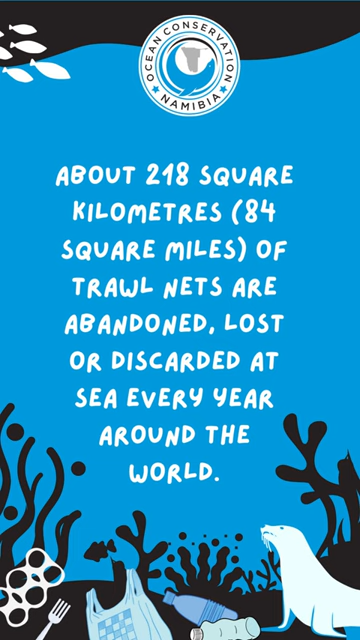 OCEAN CONSERVATION
NAMIBIA
ABOUT 218 SQUARE
KILOMETRES (84
SQUARE MILES) OF
TRAWL NETS ARE
ABANDONED, LOST
OR DISCARDED AT
SEA EVERY YEAR
AROUND THE
WORLD.